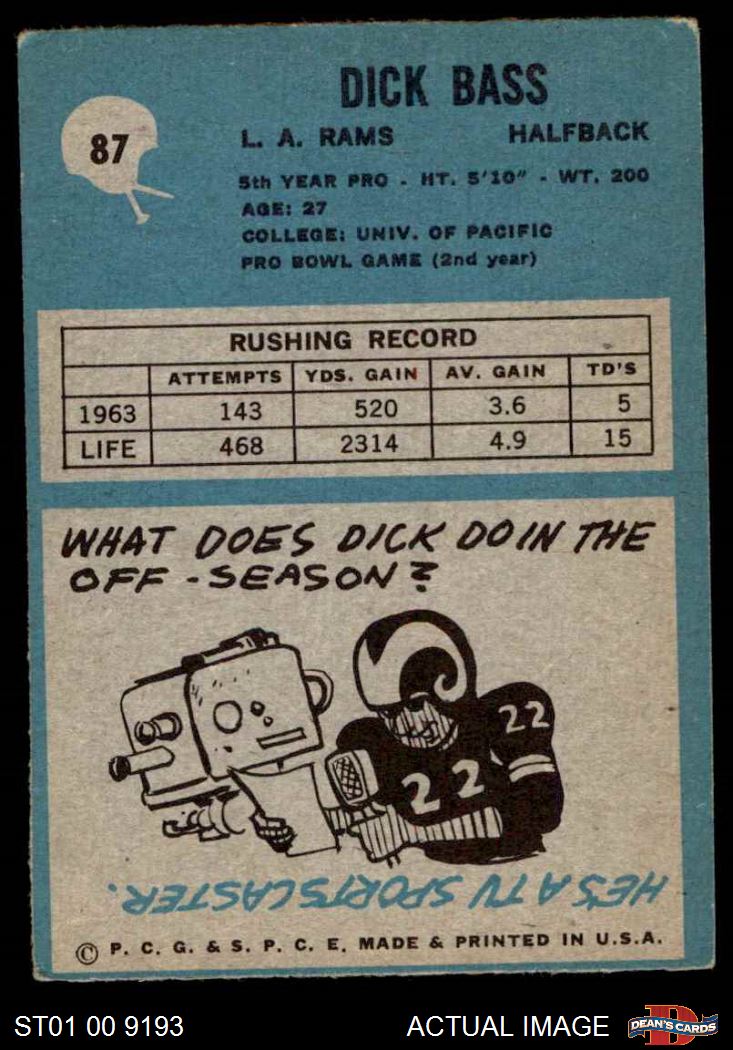 DICK BASS
87
L. A. RAMS HALFBACK
5th YEAR PRO - HT. 5'10" - WT. 200
AGE: 27
COLLEGE: UNIV. OF PACIFIC
PRO BOWL GAME (2nd year)
RUSHING RECORD
ATTEMPTS YDS. GAIN AV. GAIN TD'S
1963 143 520 3.6 5
LIFE 468 2314 4.9 15
WHAT DOES DICK DO IN THE
OFF-SEASON?
22
22
HE'S A TV SPORTSCASTER.
© P. C. G. & S. P. C. E. MADE & PRINTED IN U.S.A.
ST01 00 9193 ACTUAL IMAGE D DEAN'S CARDS